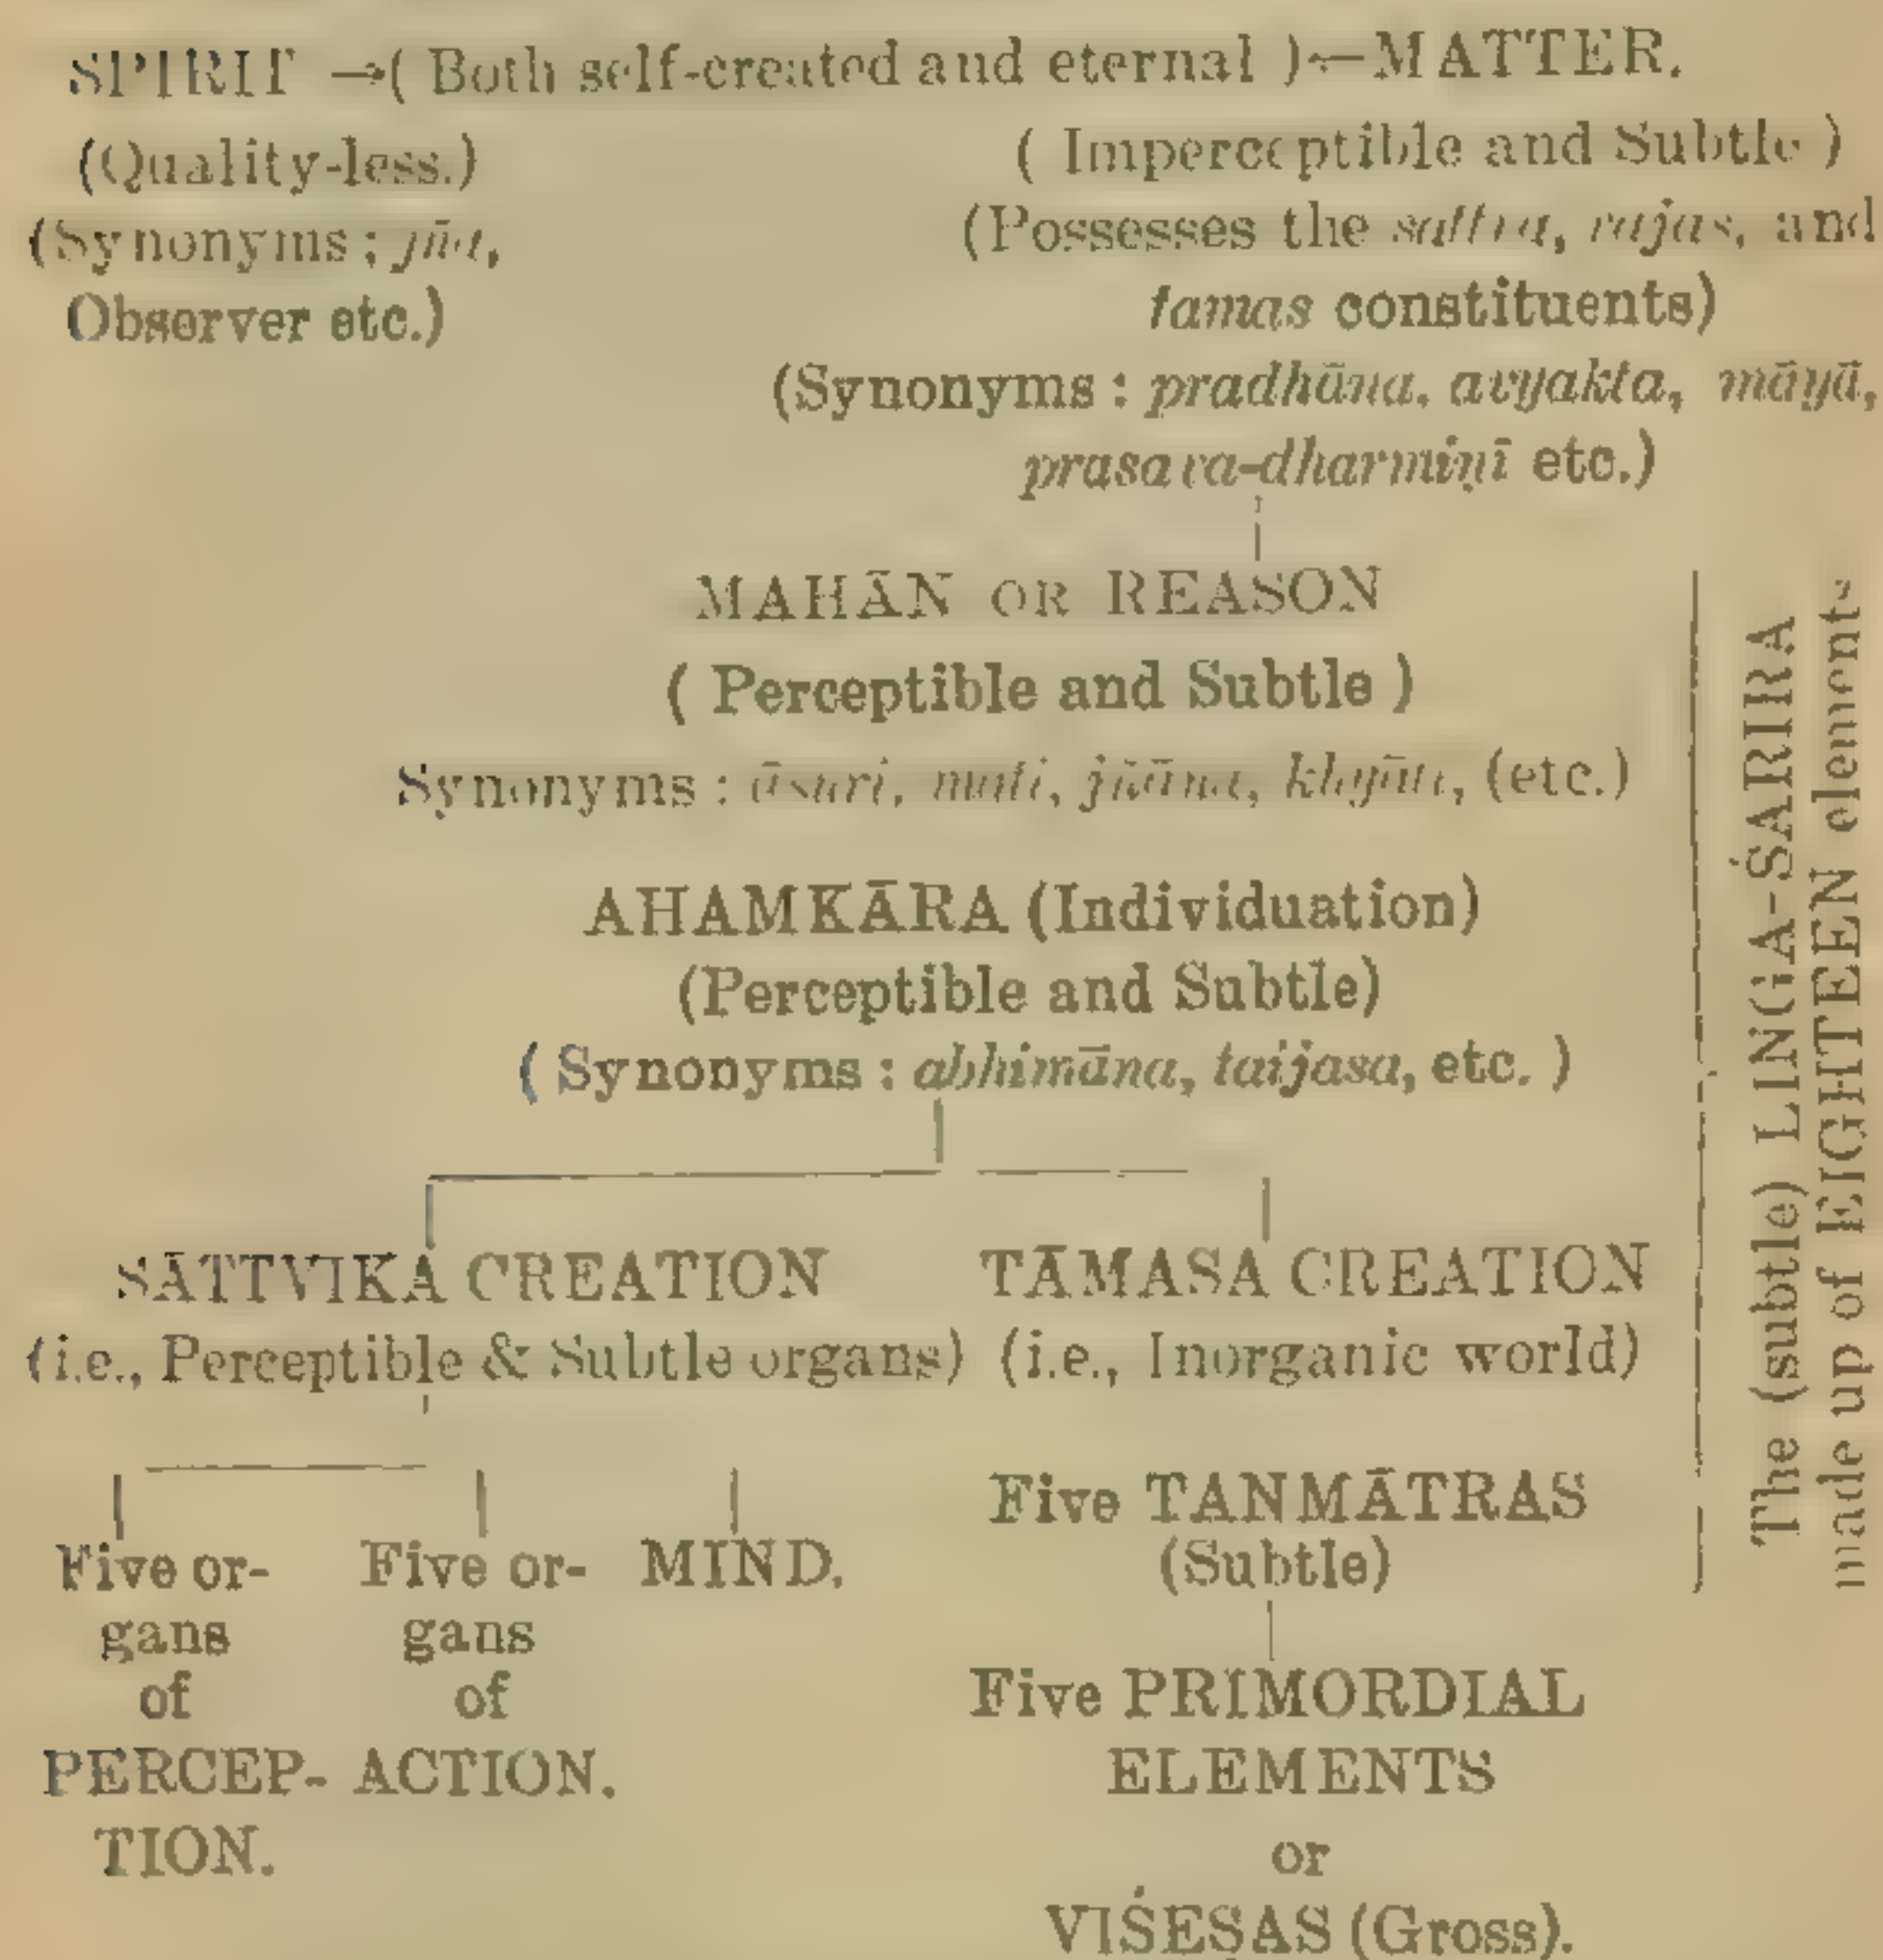 SPIRIT →( Both self-created and eternal )←MATTER.
(Quality-less.)
( Imperceptible and Subtle )
(Synonyms ; jña,
(Possesses the sattva, rajas, and
Observer etc.)
tamas constituents)
(Synonyms : pradhāna, avyakta, māyā,
prasava-dharmiṇī etc.)
MAHĀN OR REASON
( Perceptible and Subtle )
Synonyms : āsuri, mati, jñāna, khyāti, (etc.)
AHAMKĀRA (Individuation)
(Perceptible and Subtle)
( Synonyms : abhimāna, taijasa, etc. )
SĀTTVIKA CREATION
TĀMASA CREATION
(i.e., Perceptible & Subtle organs)
(i.e., Inorganic world)
Five or-
gans
of
PERCEP-
TION.
Five or-
gans
of
ACTION.
MIND.
Five TANMĀTRAS
(Subtle)
Five PRIMORDIAL
ELEMENTS
or
VIŚEṢAS (Gross).
The (subtle) LINGA-ŚARIRA
made up of EIGHTEEN elements